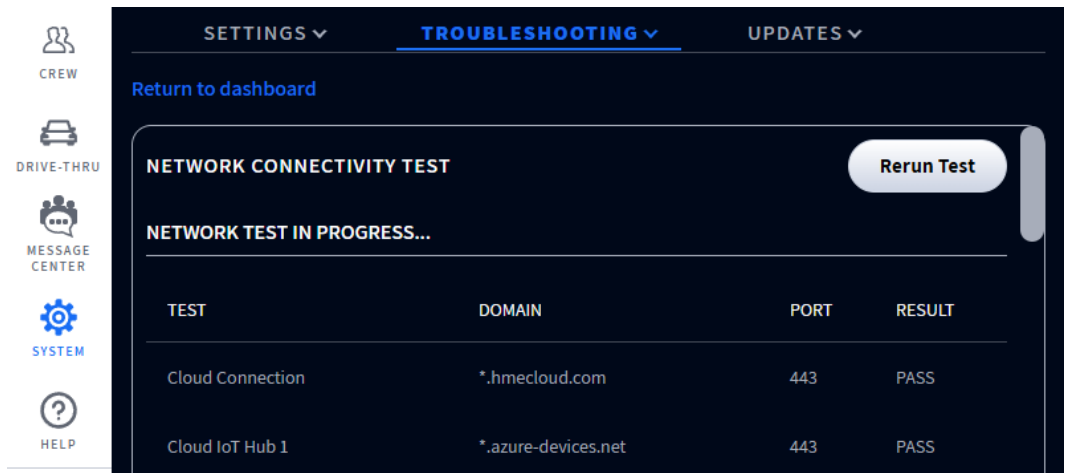 SETTINGS TROUBLESHOOTING UPDATES
CREW
Return to dashboard
DRIVE-THRU
NETWORK CONNECTIVITY TEST Rerun Test
MESSAGE
CENTER
NETWORK TEST IN PROGRESS...
TEST DOMAIN PORT RESULT
SYSTEM
Cloud Connection *.hmecloud.com 443 PASS
HELP
Cloud IoT Hub 1 *.azure-devices.net 443 PASS